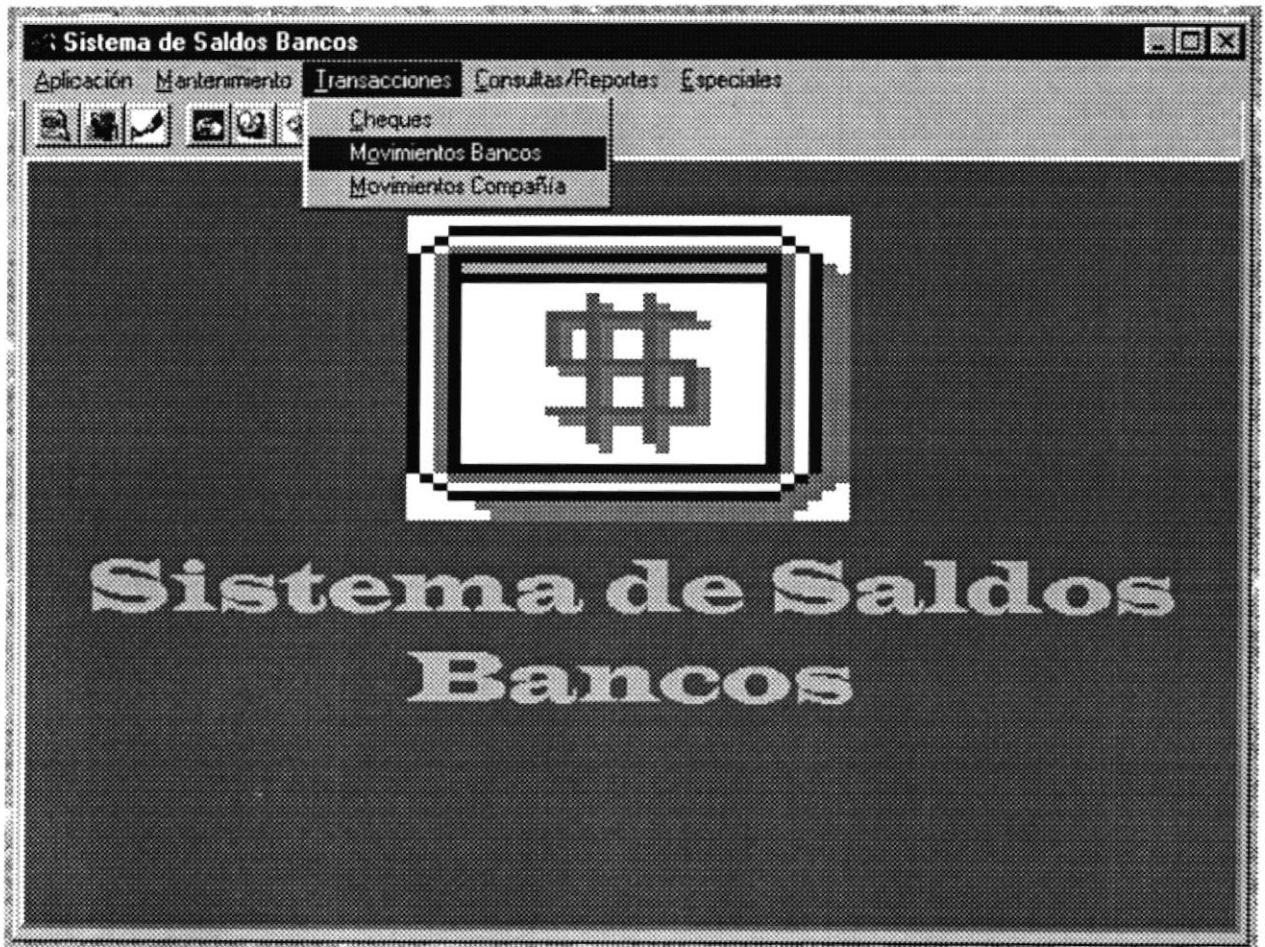 Sistema de Saldos Bancos
Aplicación Mantenimiento Transacciones Consultas/Reportes Especiales
Cheques
Movimientos Bancos
Movimientos Compañía
$
Sistema de Saldos
Bancos